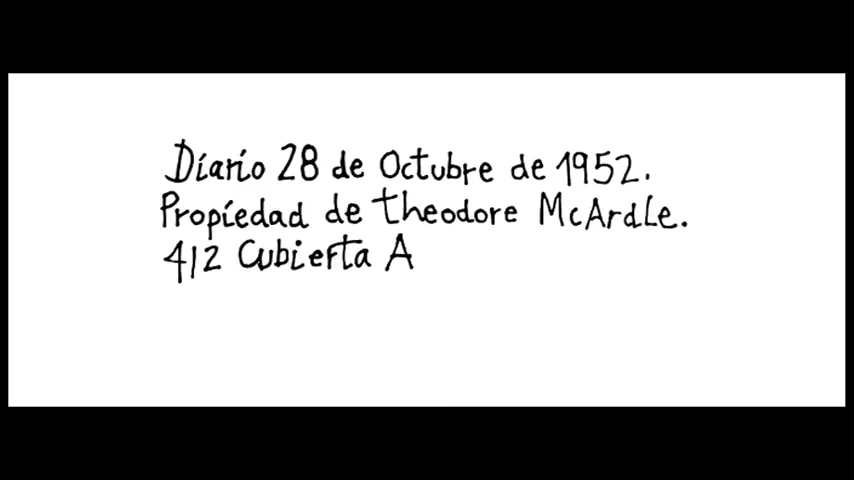 Diario 28 de Octubre de 1952.
Propiedad de theodore McArdle.
412 Cubierta A